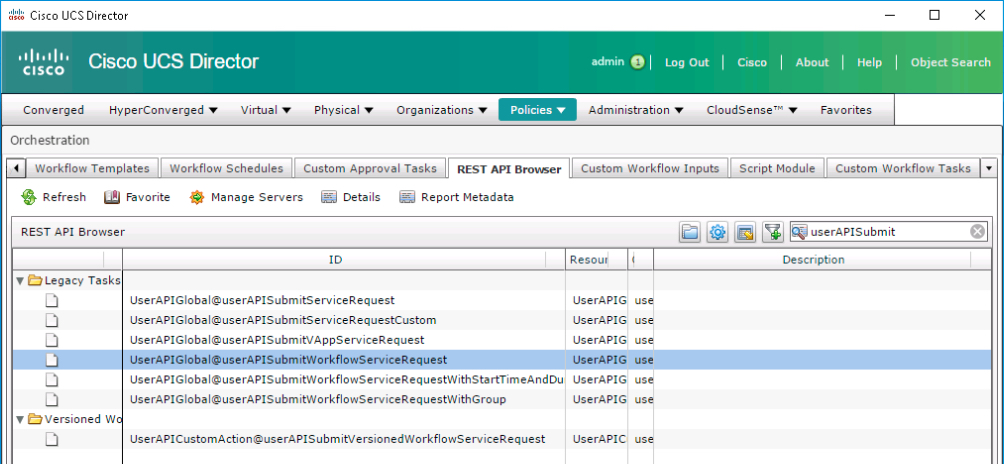 cisco Cisco UCS Director
CISCO Cisco UCS Director admin 1 Log Out Cisco About Help Object Search
Converged HyperConverged Virtual Physical Organizations Policies Administration CloudSense™ Favorites
Orchestration
Workflow Templates Workflow Schedules Custom Approval Tasks REST API Browser Custom Workflow Inputs Script Module Custom Workflow Tasks
Refresh Favorite Manage Servers Details Report Metadata
REST API Browser userAPISubmit
ID Resour Description
Legacy Tasks
UserAPIGlobal@userAPISubmitServiceRequest UserAPIG use
UserAPIGlobal@userAPISubmitServiceRequestCustom UserAPIG use
UserAPIGlobal@userAPISubmitVAppServiceRequest UserAPIG use
UserAPIGlobal@userAPISubmitWorkflowServiceRequest UserAPIG use
UserAPIGlobal@userAPISubmitWorkflowServiceRequestWithStartTimeAndDu UserAPIG use
UserAPIGlobal@userAPISubmitWorkflowServiceRequestWithGroup UserAPIG use
Versioned Wo
UserAPICustomAction@userAPISubmitVersionedWorkflowServiceRequest UserAPIC use